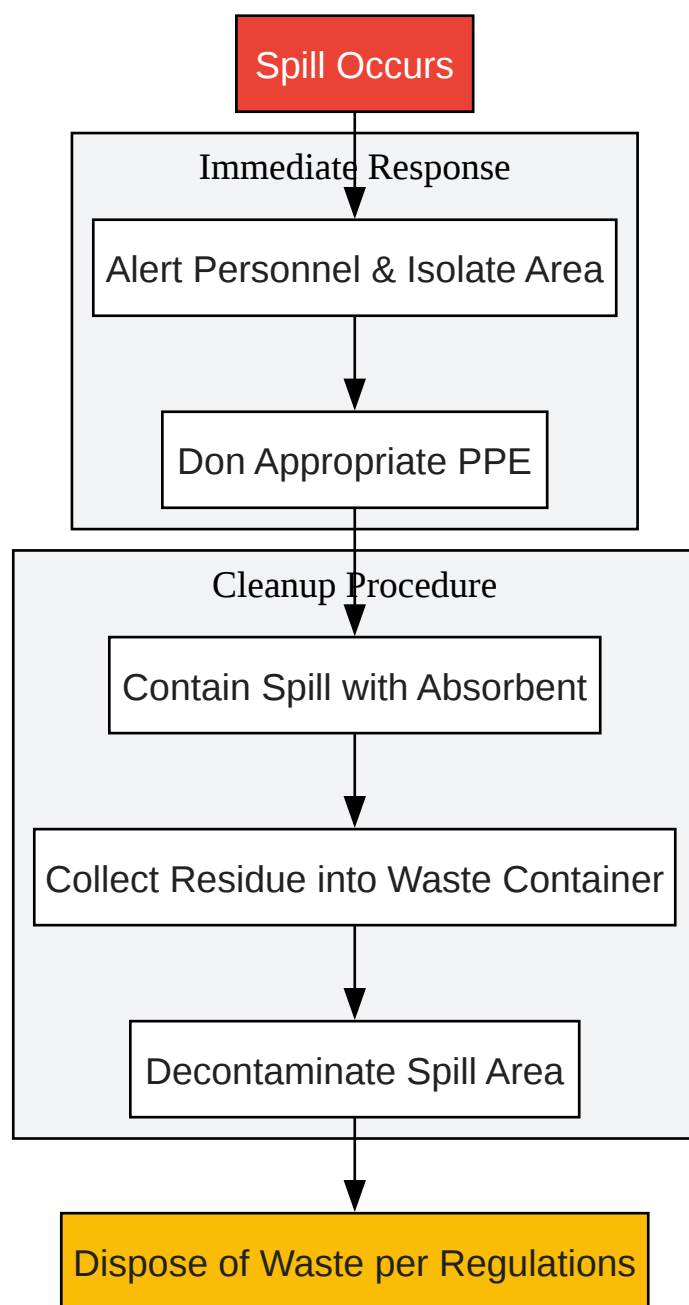 Spill Occurs
Immediate Response
Alert Personnel & Isolate Area
Don Appropriate PPE
Cleanup Procedure
Contain Spill with Absorbent
Collect Residue into Waste Container
Decontaminate Spill Area
Dispose of Waste per Regulations